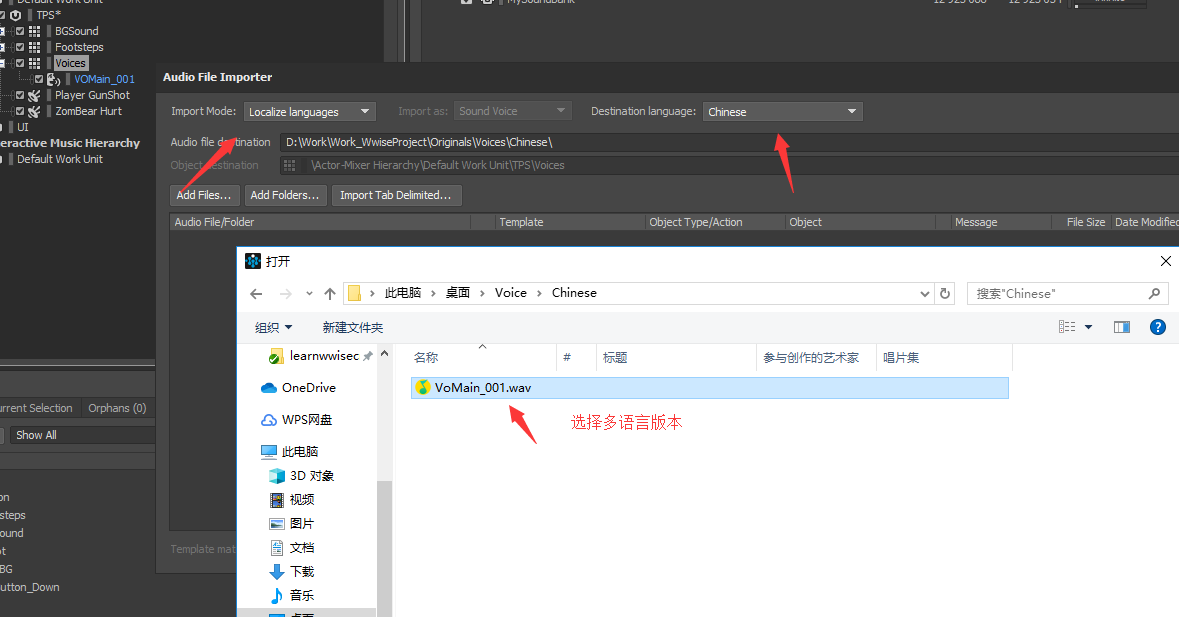 Default Work Unit
MySoundbank
TPS*
BGSound
Footsteps
Voices
VOMain_001
Player GunShot
ZomBear Hurt
UI
eractive Music Hierarchy
Default Work Unit
Audio File Importer
Import Mode: Localize languages Import as: Sound Voice Destination language: Chinese
Audio file destination D:\Work\Work_WwiseProject\Originals\Voices\Chinese\
Object destination \Actor-Mixer Hierarchy\Default Work Unit\TPS\Voices
Add Files... Add Folders... Import Tab Delimited...
Audio File/Folder Template Object Type/Action Object Message File Size Date Modified
打开
此电脑 桌面 Voice Chinese 搜索"Chinese"
组织 新建文件夹
learnwwisec
名称 # 标题 参与创作的艺术家 唱片集
OneDrive
VoMain_001.wav
选择多语言版本
WPS网盘
此电脑
3D 对象
视频
图片
文档
下载
音乐
桌面
urrent Selection Orphans (0)
Show All
on
steps
ound
ot
BG
utton_Down
Template mat